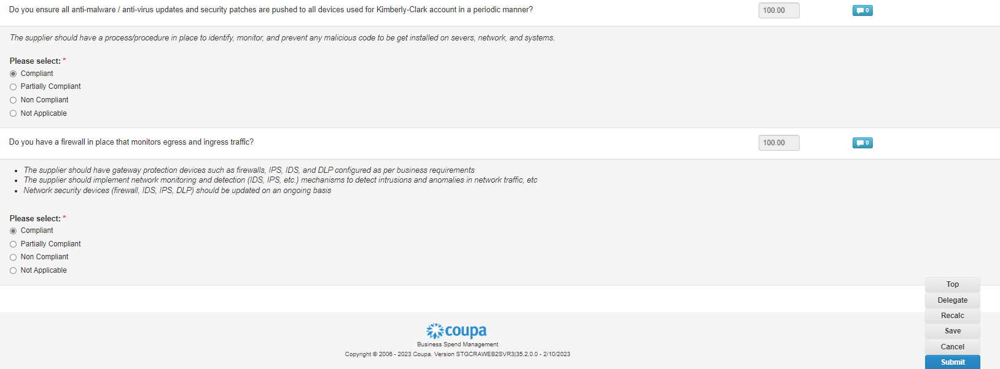 Do you ensure all anti-malware / anti-virus updates and security patches are pushed to all devices used for Kimberly-Clark account in a periodic manner?
100.00
0
The supplier should have a process/procedure in place to identify, monitor, and prevent any malicious code to be get installed on severs, network, and systems.
Please select: *
Compliant
Partially Compliant
Non Compliant
Not Applicable
Do you have a firewall in place that monitors egress and ingress traffic?
100.00
0
• The supplier should have gateway protection devices such as firewalls, IPS, IDS, and DLP configured as per business requirements
• The supplier should implement network monitoring and detection (IDS, IPS, etc.) mechanisms to detect intrusions and anomalies in network traffic, etc
• Network security devices (firewall, IDS, IPS, DLP) should be updated on an ongoing basis
Please select: *
Compliant
Partially Compliant
Non Compliant
Not Applicable
Top
Delegate
Recalc
Save
Cancel
Submit
coupa
Business Spend Management
Copyright © 2006 - 2023 Coupa. Version STGCRAWEB2SVR3|35.2.0.0 - 2/10/2023